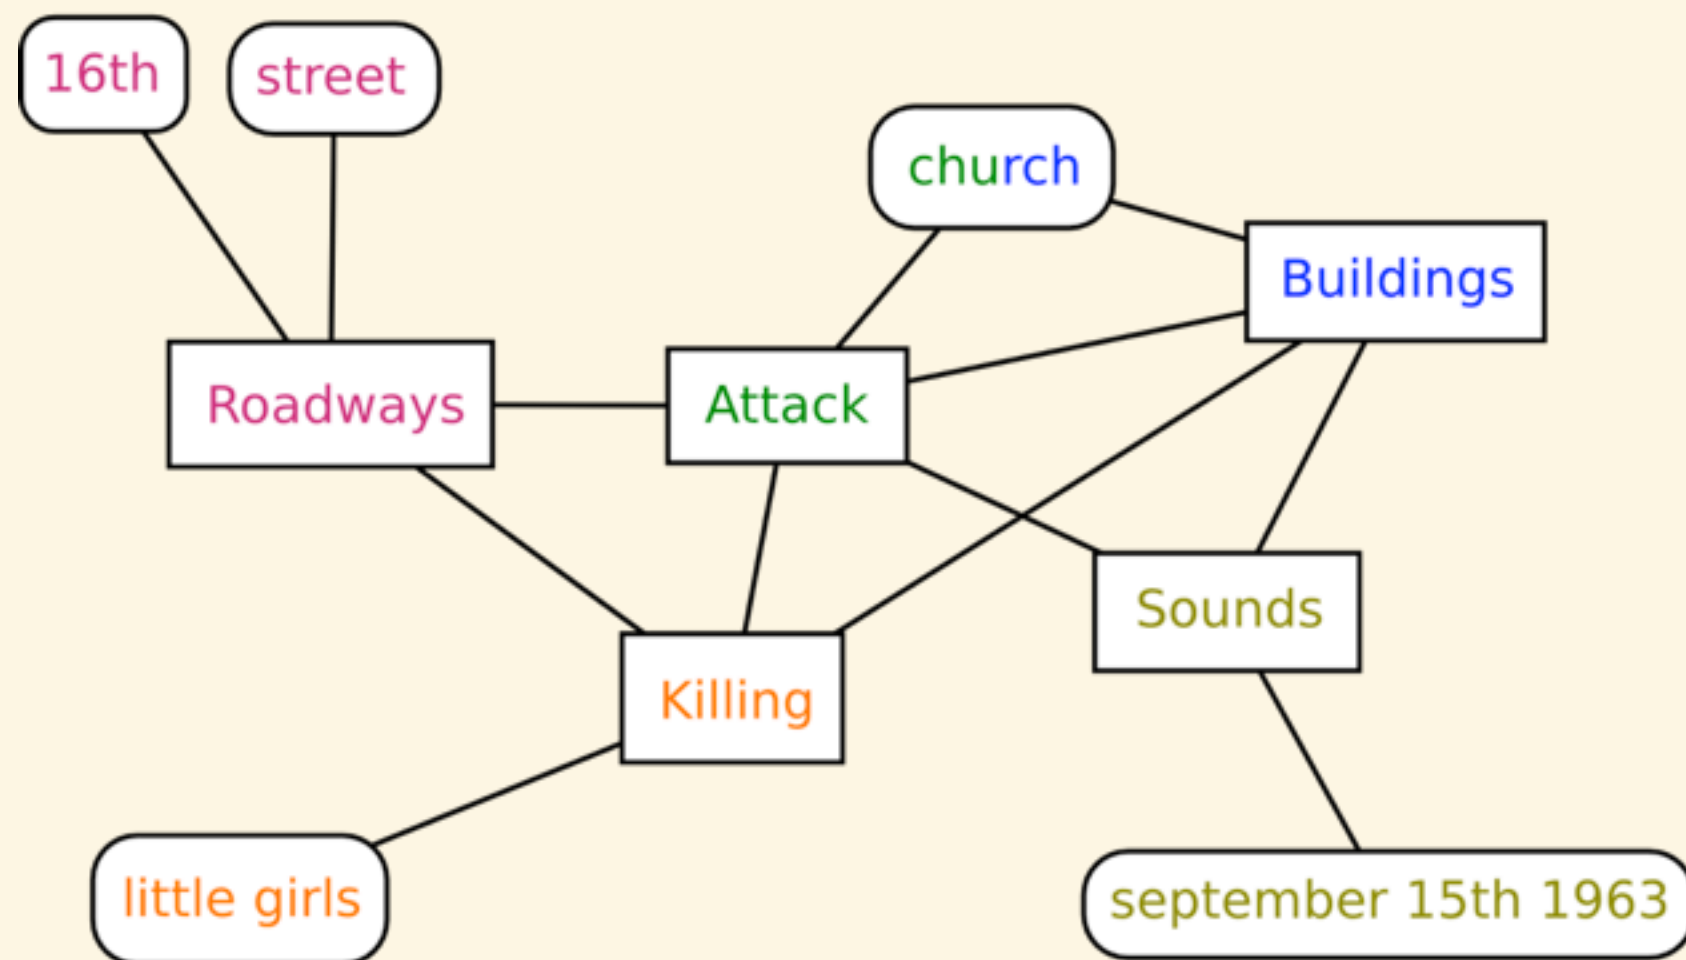 16th
street
church
Buildings
Roadways
Attack
Sounds
Killing
little girls
september 15th 1963